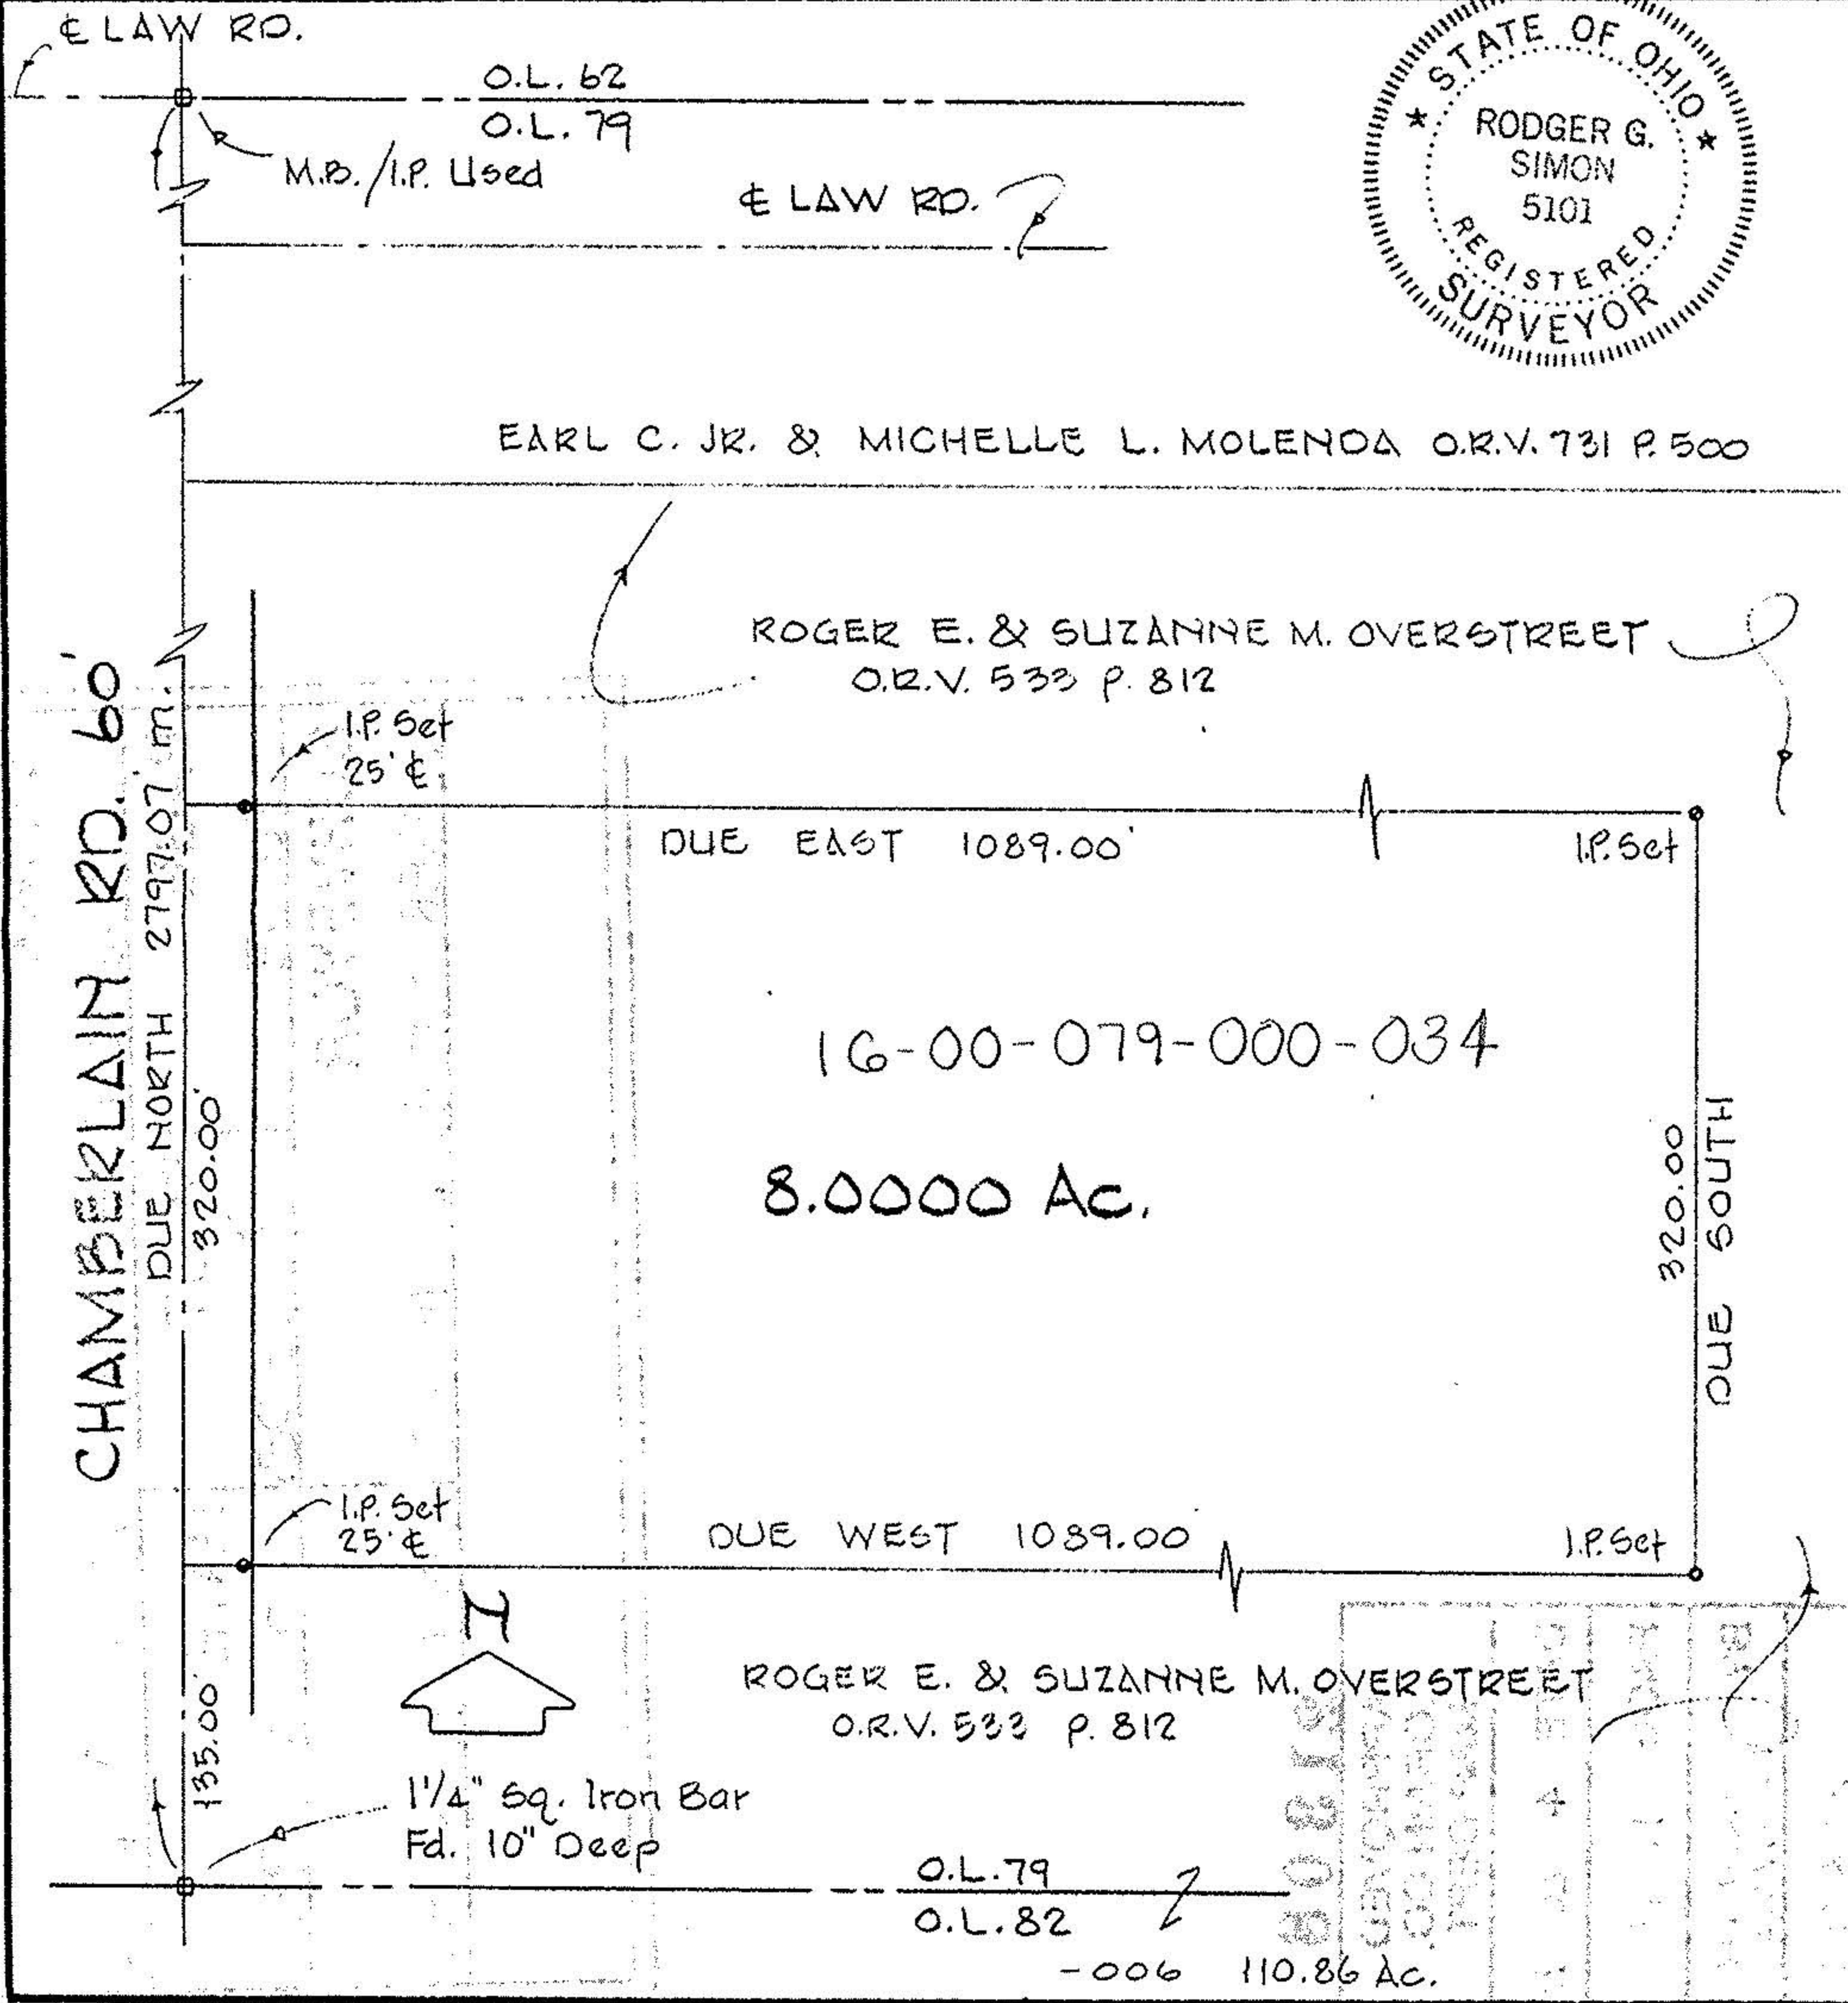 ℄ LAW RD.
O.L. 62
O.L. 79
M.B./I.P. Used
℄ LAW RD.
STATE OF OHIO
RODGER G.
SIMON
5101
REGISTERED
SURVEYOR
EARL C. JR. & MICHELLE L. MOLENDA O.R.V. 731 P. 500
ROGER E. & SUZANNE M. OVERSTREET
O.R.V. 533 P. 812
CHAMBERLAIN RD. 60'
DUE NORTH 2797.07' m.
320.00'
I.P. Set
25' ℄
DUE EAST 1089.00'
I.P. Set
16-00-079-000-034
8.0000 Ac.
320.00
DUE SOUTH
I.P. Set
25' ℄
DUE WEST 1089.00
I.P. Set
N
ROGER E. & SUZANNE M. OVERSTREET
O.R.V. 533 P. 812
135.00'
1 1/4" Sq. Iron Bar
Fd. 10" Deep
O.L. 79
O.L. 82
-006 110.86 Ac.